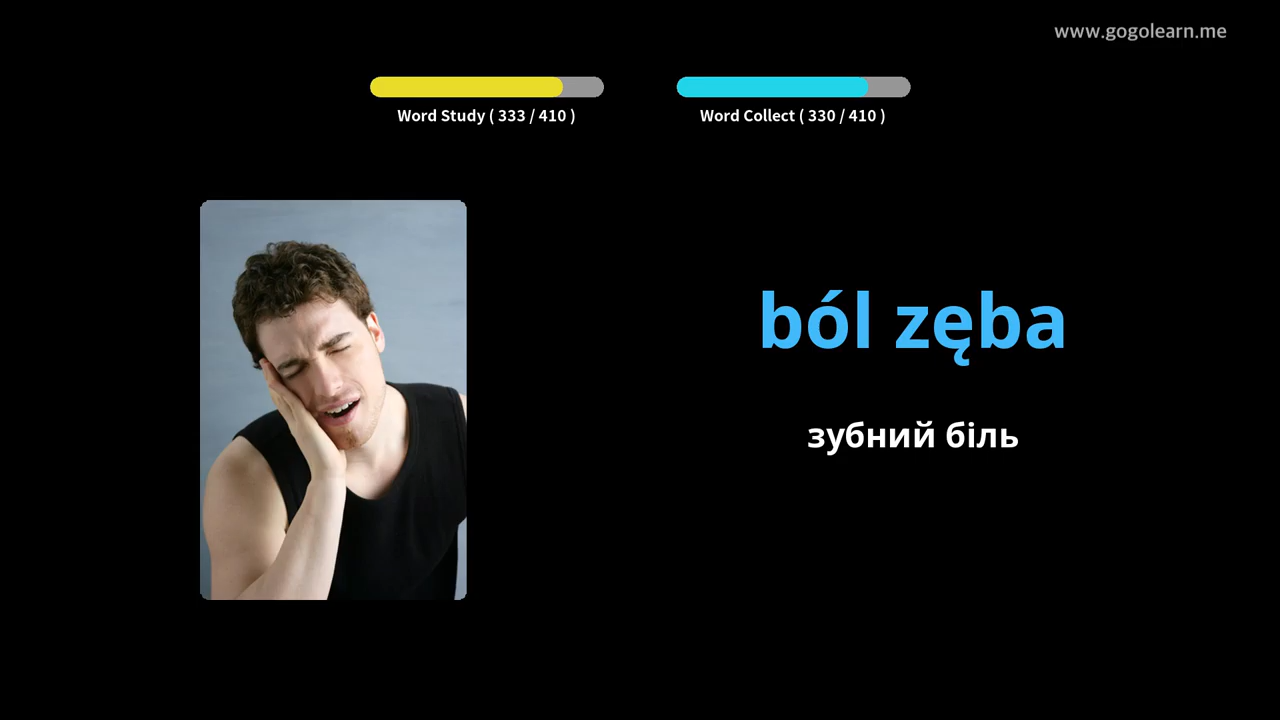 www.gogolearn.me
Word Study ( 333 / 410 )
Word Collect ( 330 / 410 )
ból zęba
зубний біль